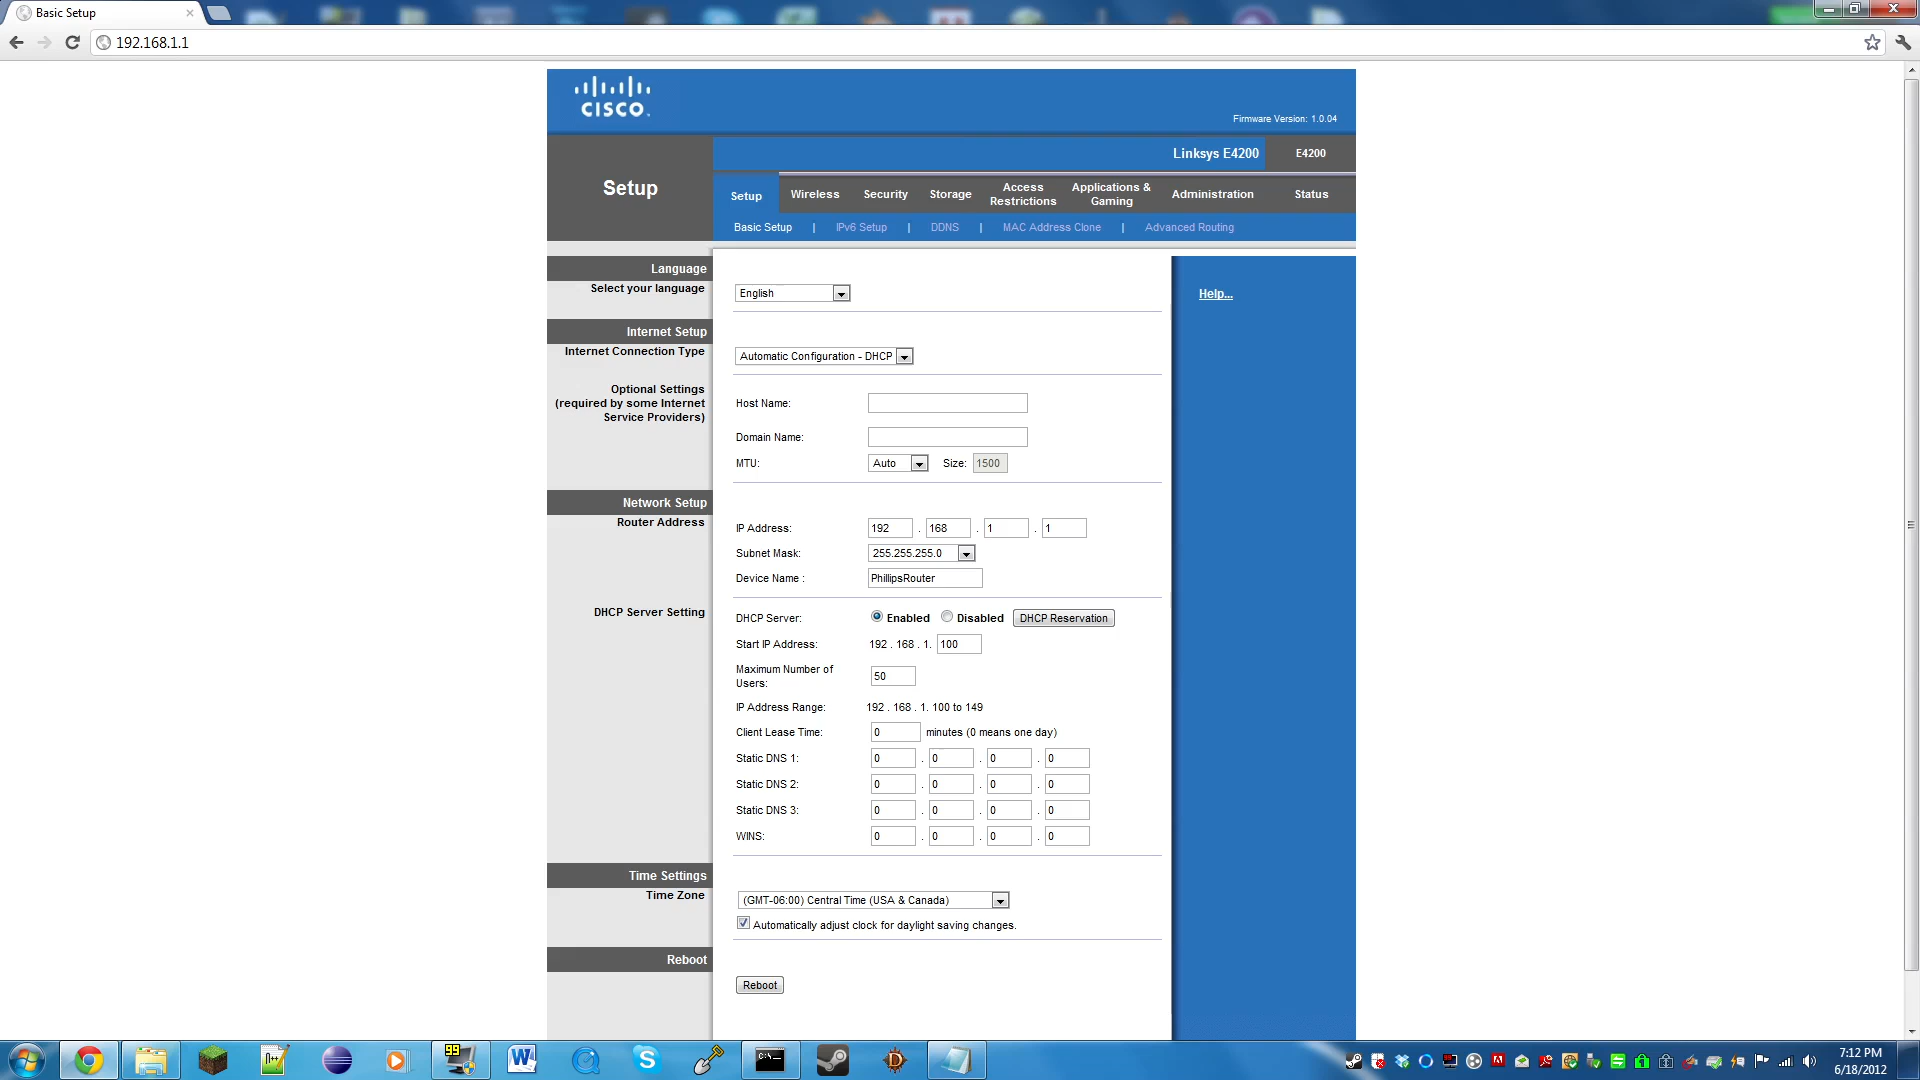 Basic Setup
192.168.1.1
CISCO
Firmware Version: 1.0.04
Linksys E4200
E4200
Setup
Setup
Wireless
Security
Storage
Access Restrictions
Applications & Gaming
Administration
Status
Basic Setup | IPv6 Setup | DDNS | MAC Address Clone | Advanced Routing
Language
Select your language
English
Help...
Internet Setup
Internet Connection Type
Automatic Configuration - DHCP
Optional Settings
(required by some Internet
Service Providers)
Host Name:
Domain Name:
MTU: Auto Size: 1500
Network Setup
Router Address
IP Address: 192 . 168 . 1 . 1
Subnet Mask: 255.255.255.0
Device Name : PhillipsRouter
DHCP Server Setting
DHCP Server: Enabled Disabled DHCP Reservation
Start IP Address: 192 . 168 . 1. 100
Maximum Number of
Users: 50
IP Address Range: 192 . 168 . 1. 100 to 149
Client Lease Time: 0 minutes (0 means one day)
Static DNS 1: 0 . 0 . 0 . 0
Static DNS 2: 0 . 0 . 0 . 0
Static DNS 3: 0 . 0 . 0 . 0
WINS: 0 . 0 . 0 . 0
Time Settings
Time Zone
(GMT-06:00) Central Time (USA & Canada)
Automatically adjust clock for daylight saving changes.
Reboot
Reboot
99
7:12 PM
6/18/2012